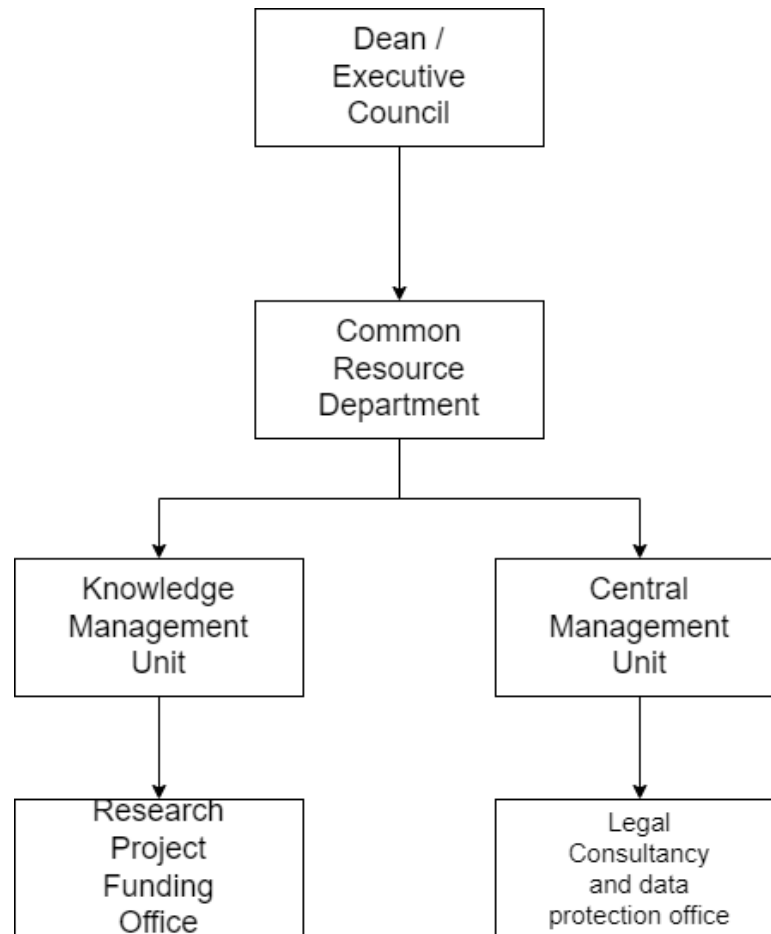 Dean /
Executive
Council
Common
Resource
Department
Knowledge
Management
Unit
Central
Management
Unit
Research
Project
Funding
Office
Legal
Consultancy
and data
protection office